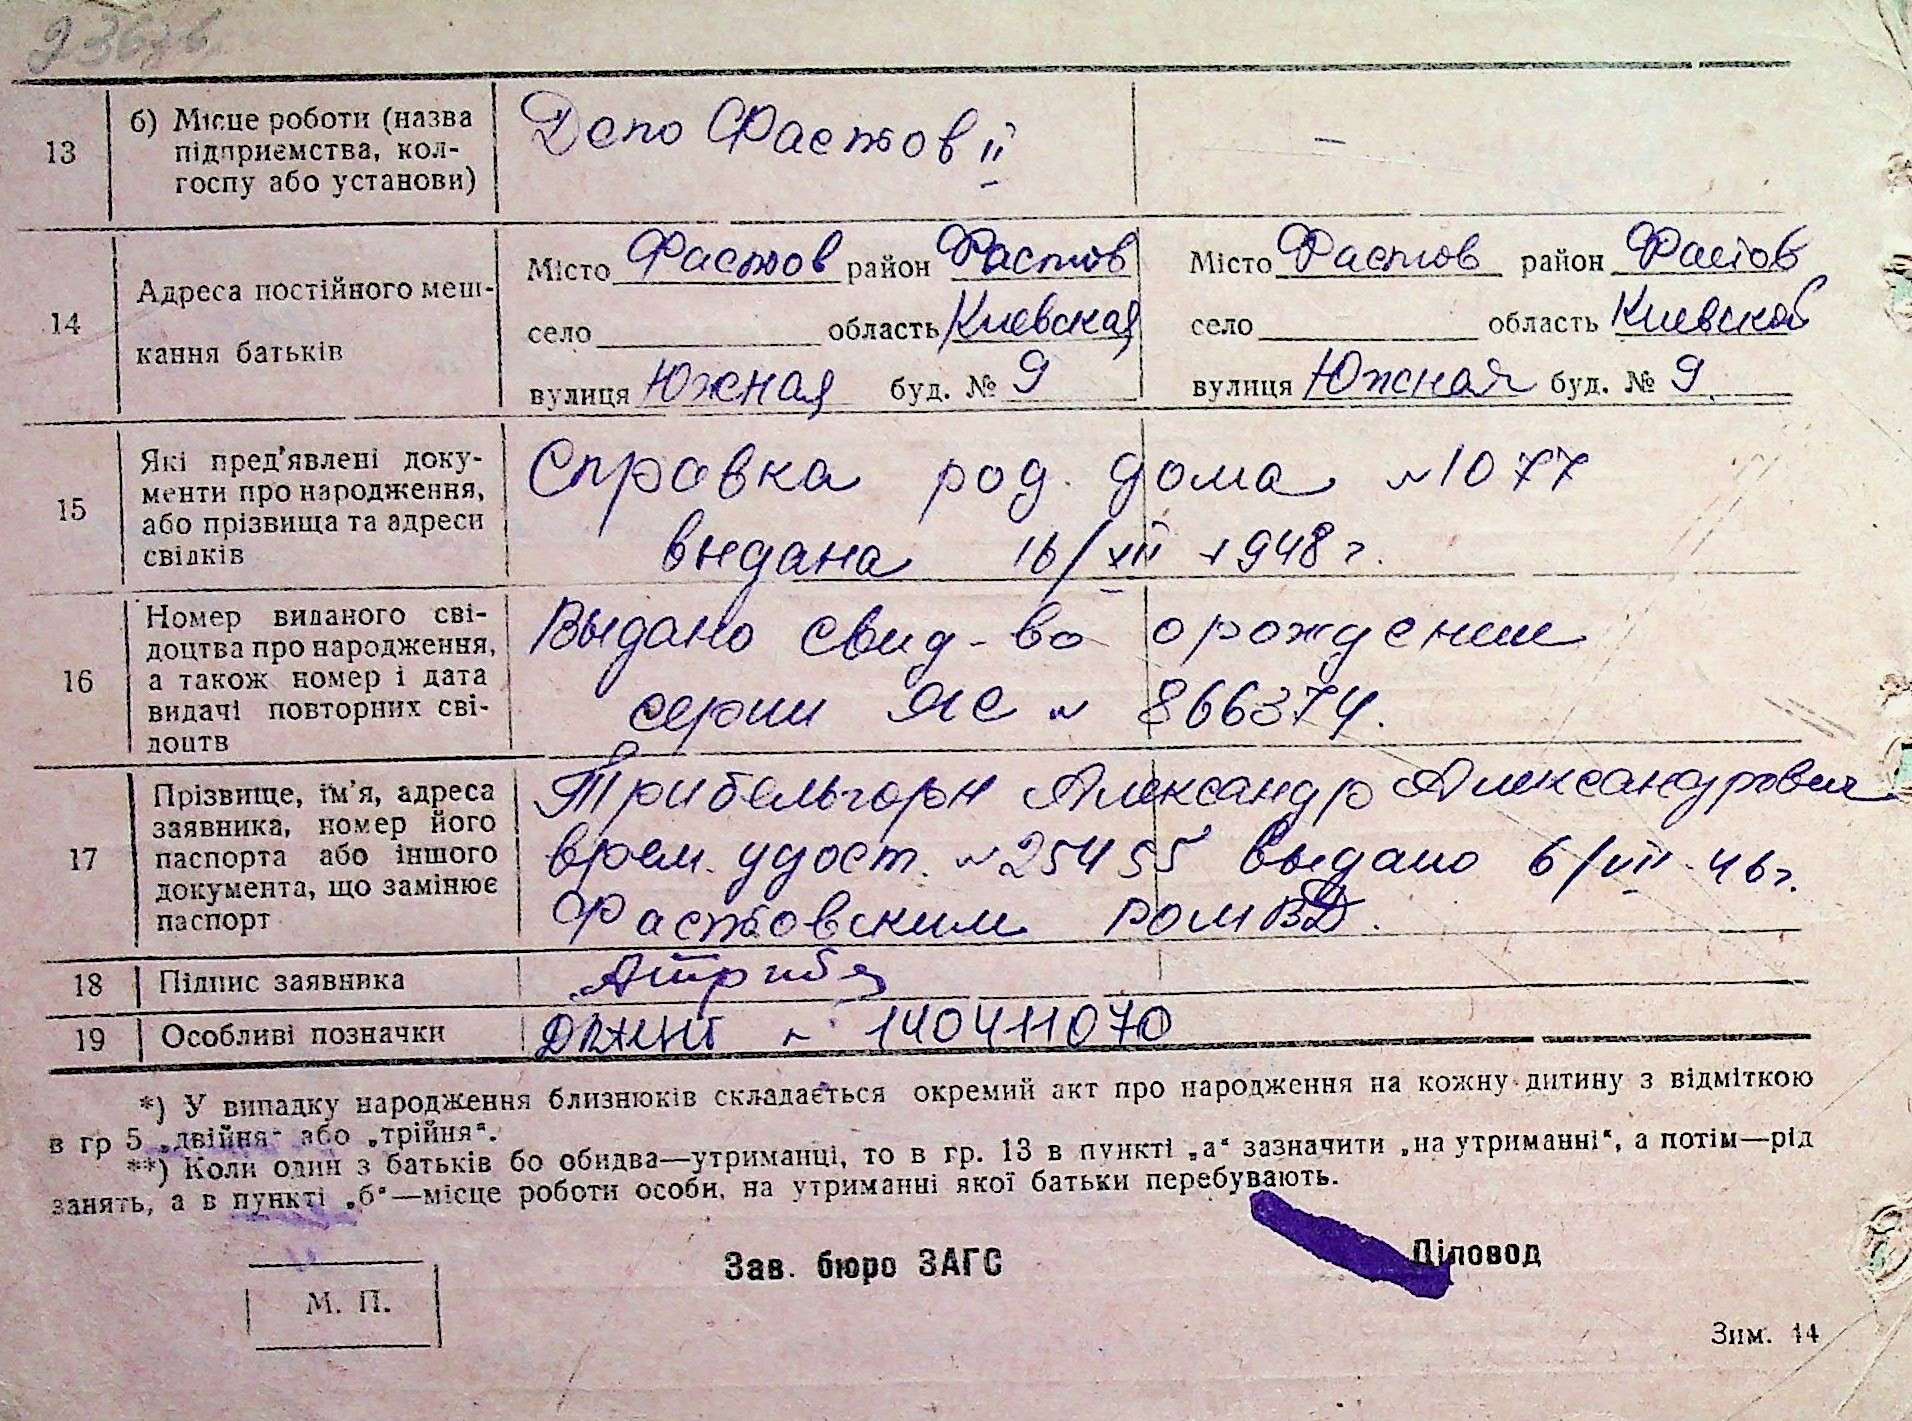 13
б) Місце роботи (назва
підприємства, кол-
госпу або установи)
Депо Фастов II
–
14
Адреса постійного меш-
кання батьків
Місто Фастов район Фастов
село область Киевская
вулиця Южная буд. № 9
Місто Фастов район Фастов
село область Киевской
вулиця Южная буд. № 9
15
Які пред'явлені доку-
менти про народження,
або прізвища та адреси
свідків
Справка род. дома №1077
выдана 16/XII 1948 г.
16
Номер виданого сві-
доцтва про народження,
а також номер і дата
видачі повторних сві-
доцтв
Выдано свид-во о рождении
серии ЯС № 866374.
17
Прізвище, ім'я, адреса
заявника, номер його
паспорта або іншого
документа, що замінює
паспорт
Трибельгорн Александр Александрович
врем. удост. №25455 выдано 6/VII 46 г.
Фастовским РОМВД.
18
Підпис заявника
19
Особливі позначки
№ 140411070
*) У випадку народження близнюків складається окремий акт про народження на кожну дитину з відміткою
в гр 5 „двійня" або „трійня".
**) Коли один з батьків бо обидва—утриманці, то в гр. 13 в пункті „а" зазначити „на утриманні", а потім—рід
занять, а в пункті „б"—місце роботи особи, на утриманні якої батьки перебувають.
Зав. бюро ЗАГС
Діловод
М. П.
Зим. 14